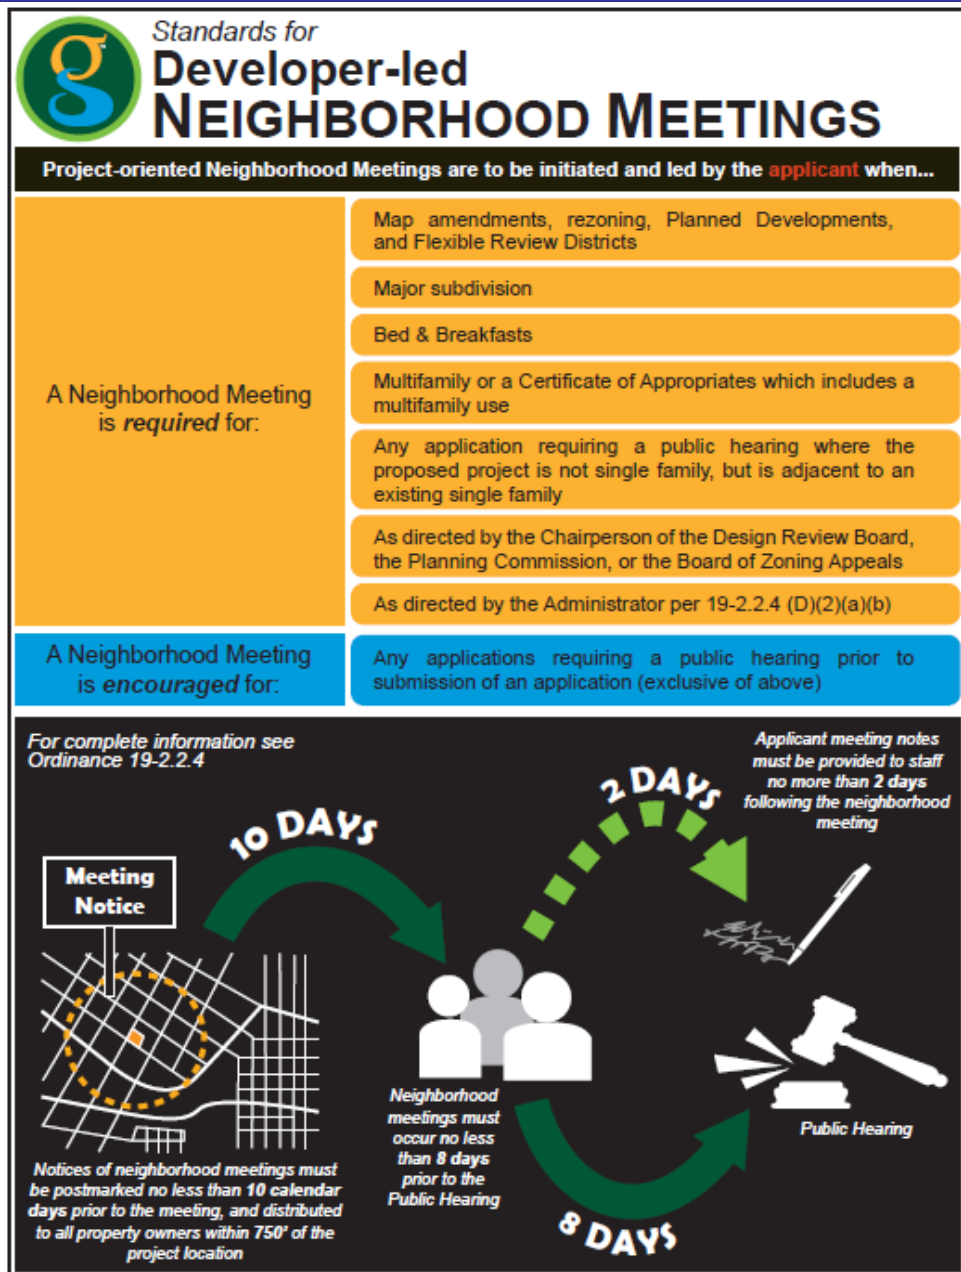 Standards for
Developer-led
NEIGHBORHOOD MEETINGS
Project-oriented Neighborhood Meetings are to be initiated and led by the applicant when...
A Neighborhood Meeting
is required for:
Map amendments, rezoning, Planned Developments,
and Flexible Review Districts
Major subdivision
Bed & Breakfasts
Multifamily or a Certificate of Appropriates which includes a
multifamily use
Any application requiring a public hearing where the
proposed project is not single family, but is adjacent to an
existing single family
As directed by the Chairperson of the Design Review Board,
the Planning Commission, or the Board of Zoning Appeals
As directed by the Administrator per 19-2.2.4 (D)(2)(a)(b)
A Neighborhood Meeting
is encouraged for:
Any applications requiring a public hearing prior to
submission of an application (exclusive of above)
For complete information see
Ordinance 19-2.2.4
10 DAYS
2 DAYS
Applicant meeting notes
must be provided to staff
no more than 2 days
following the neighborhood
meeting
Meeting
Notice
Neighborhood
meetings must
occur no less
than 8 days
prior to the
Public Hearing
Public Hearing
Notices of neighborhood meetings must
be postmarked no less than 10 calendar
days prior to the meeting, and distributed
to all property owners within 750' of the
project location
8 DAYS